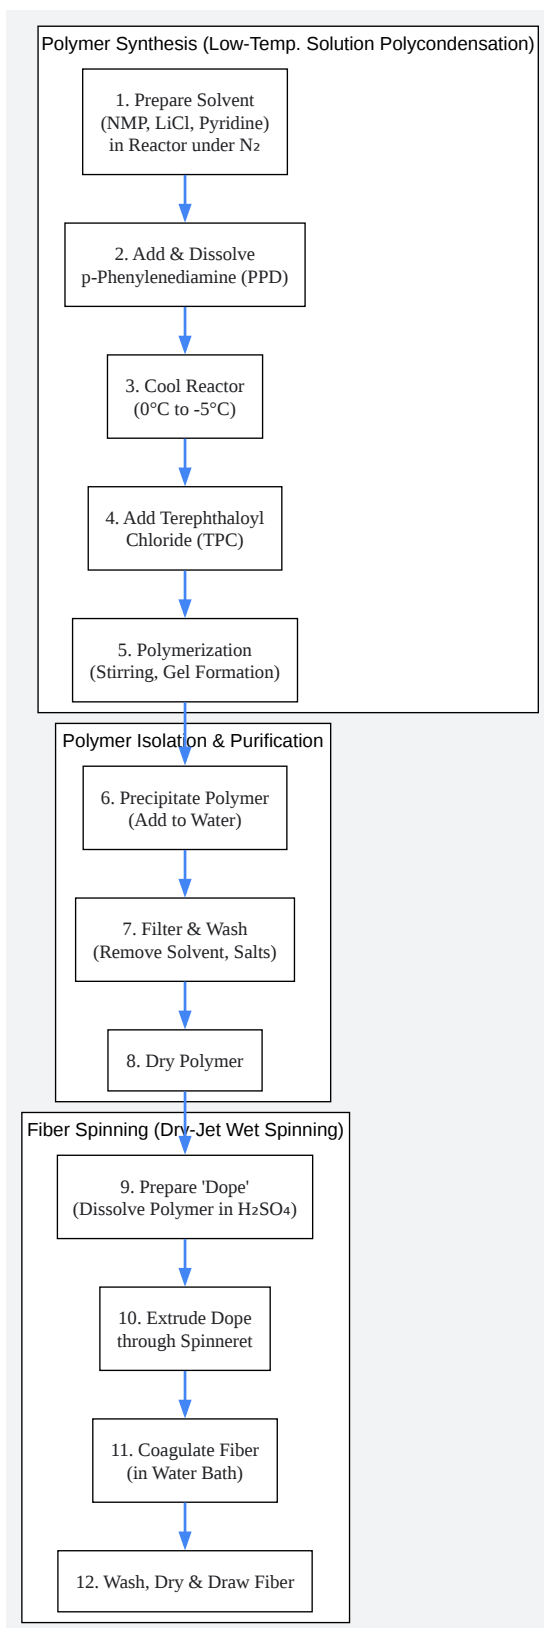 Polymer Synthesis (Low-Temp. Solution Polycondensation)
1. Prepare Solvent
(NMP, LiCl, Pyridine)
in Reactor under N₂
2. Add & Dissolve
p-Phenylenediamine (PPD)
3. Cool Reactor
(0°C to -5°C)
4. Add Terephthaloyl
Chloride (TPC)
5. Polymerization
(Stirring, Gel Formation)
Polymer Isolation & Purification
6. Precipitate Polymer
(Add to Water)
7. Filter & Wash
(Remove Solvent, Salts)
8. Dry Polymer
Fiber Spinning (Dry-Jet Wet Spinning)
9. Prepare 'Dope'
(Dissolve Polymer in H₂SO₄)
10. Extrude Dope
through Spinneret
11. Coagulate Fiber
(in Water Bath)
12. Wash, Dry & Draw Fiber